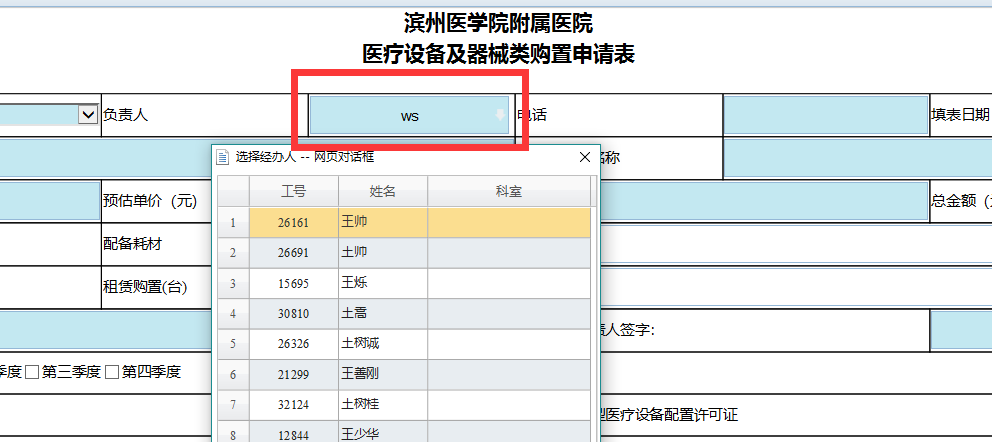 滨州医学院附属医院
医疗设备及器械类购置申请表
负责人 ws 电话 填表日期
选择经办人 -- 网页对话框
名称
工号 姓名 科室
预估单价（元) 总金额（
1 26161 王帅
2 26691 土帅
配备耗材
3 15695 王烁
租赁购置(台)
4 30810
5 26326 土树诚
责人签字：
6 21299 王善刚
季度 第三季度 第四季度
7 32124 土树桂
型医疗设备配置许可证
8 12844 王少华